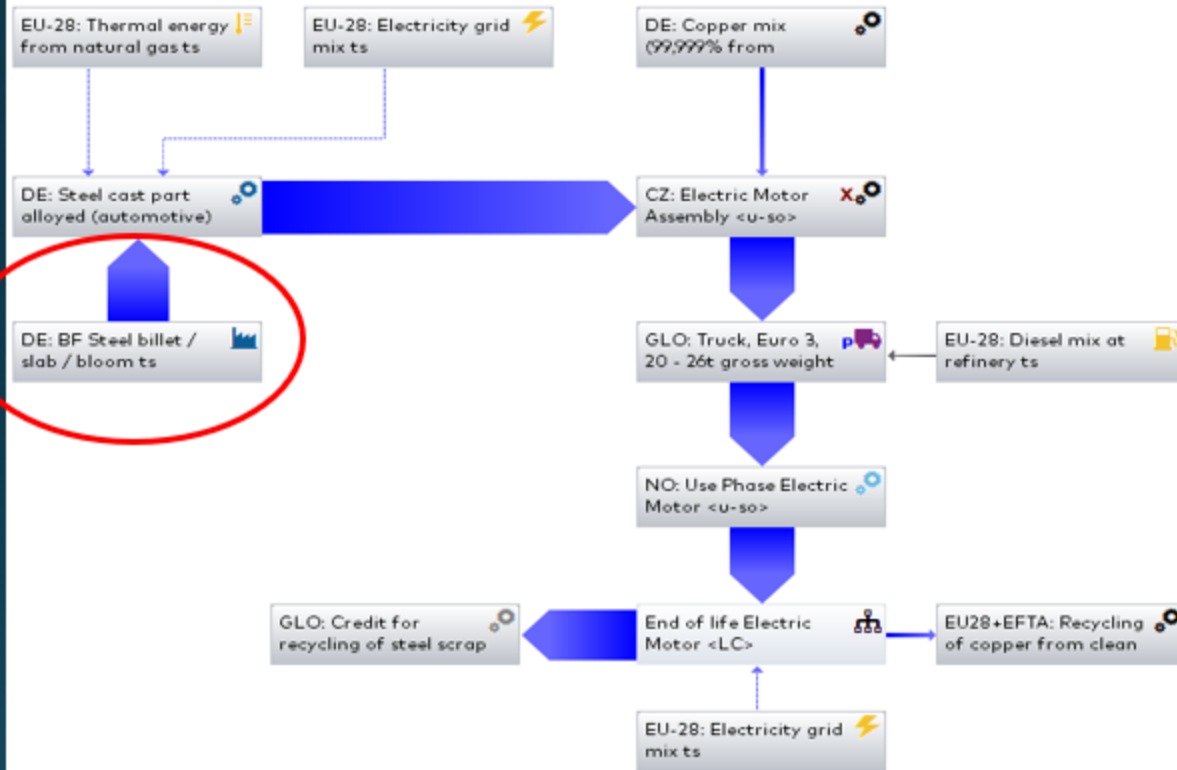 EU-28: Thermal energy
from natural gas ts
EU-28: Electricity grid
mix ts
DE: Copper mix
(99,999% from
DE: Steel cast part
alloyed (automotive)
CZ: Electric Motor
Assembly <u-so>
X
DE: BF Steel billet /
slab / bloom ts
GLO: Truck, Euro 3,
20 - 26t gross weight
p
EU-28: Diesel mix at
refinery ts
NO: Use Phase Electric
Motor <u-so>
GLO: Credit for
recycling of steel scrap
End of life Electric
Motor <LC>
EU28+EFTA: Recycling
of copper from clean
EU-28: Electricity grid
mix ts